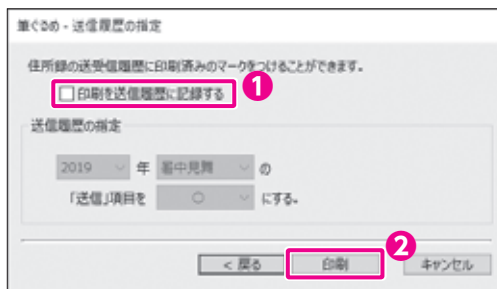 筆ぐるめ - 送信履歴の指定
住所録の送受信履歴に印刷済みのマークをつけることができます。
印刷を送信履歴に記録する
1
送信履歴の指定
2019 年 暑中見舞 の
「送信」項目を ○ にする。
2
< 戻る 印刷 キャンセル